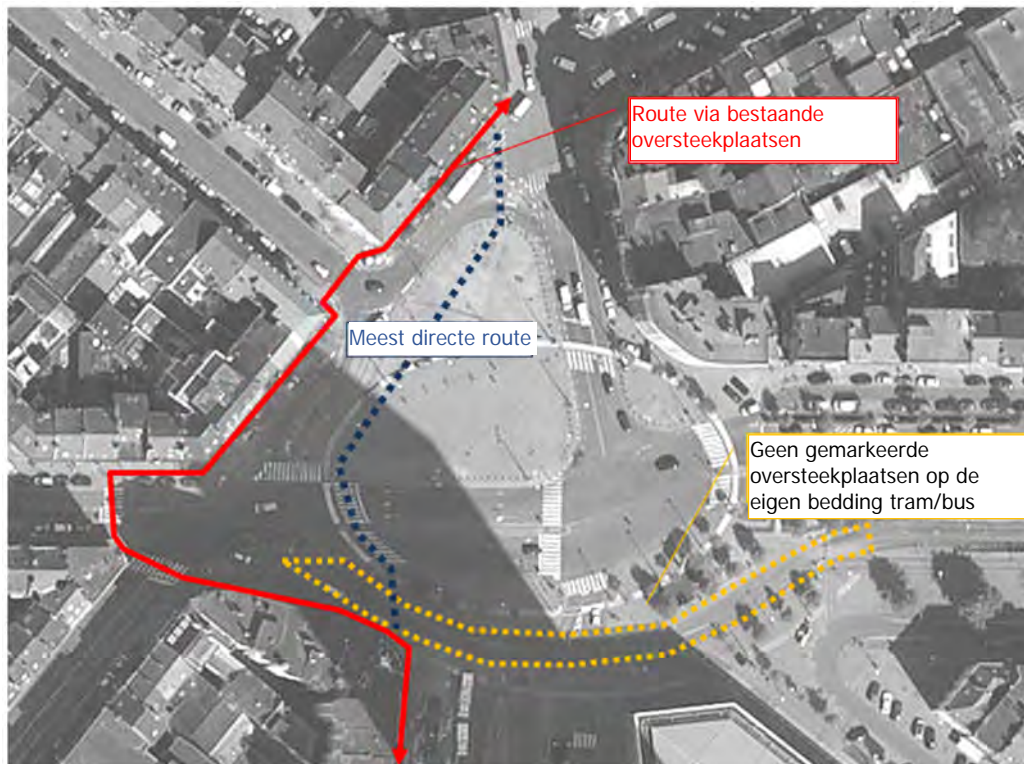 Route via bestaande
oversteekplaatsen
Meest directe route
Geen gemarkeerde
oversteekplaatsen op de
eigen bedding tram/bus